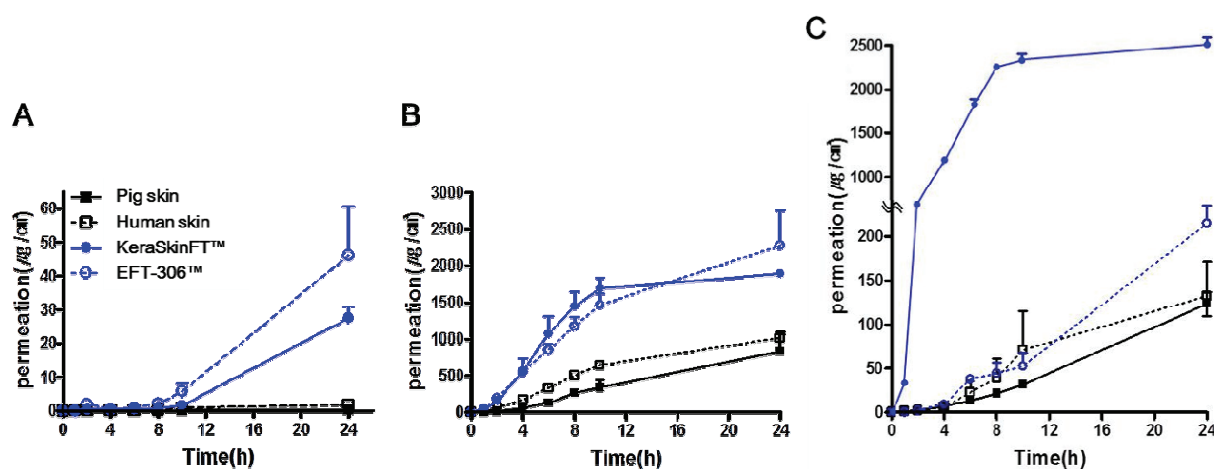 A
permeation(㎍/㎠)
60
50
40
30
20
10
0
Pig skin
Human skin
KeraSkinFT™
EFT-306™
0 4 8 12 16 20 24
Time(h)
B
permeation(㎍/㎠)
3000
2500
2000
1500
1000
500
0
0 4 8 12 16 20 24
Time(h)
C
permeation(㎍/㎠)
2500
2000
1500
1000
200
150
100
50
0
0 4 8 12 16 20 24
Time(h)